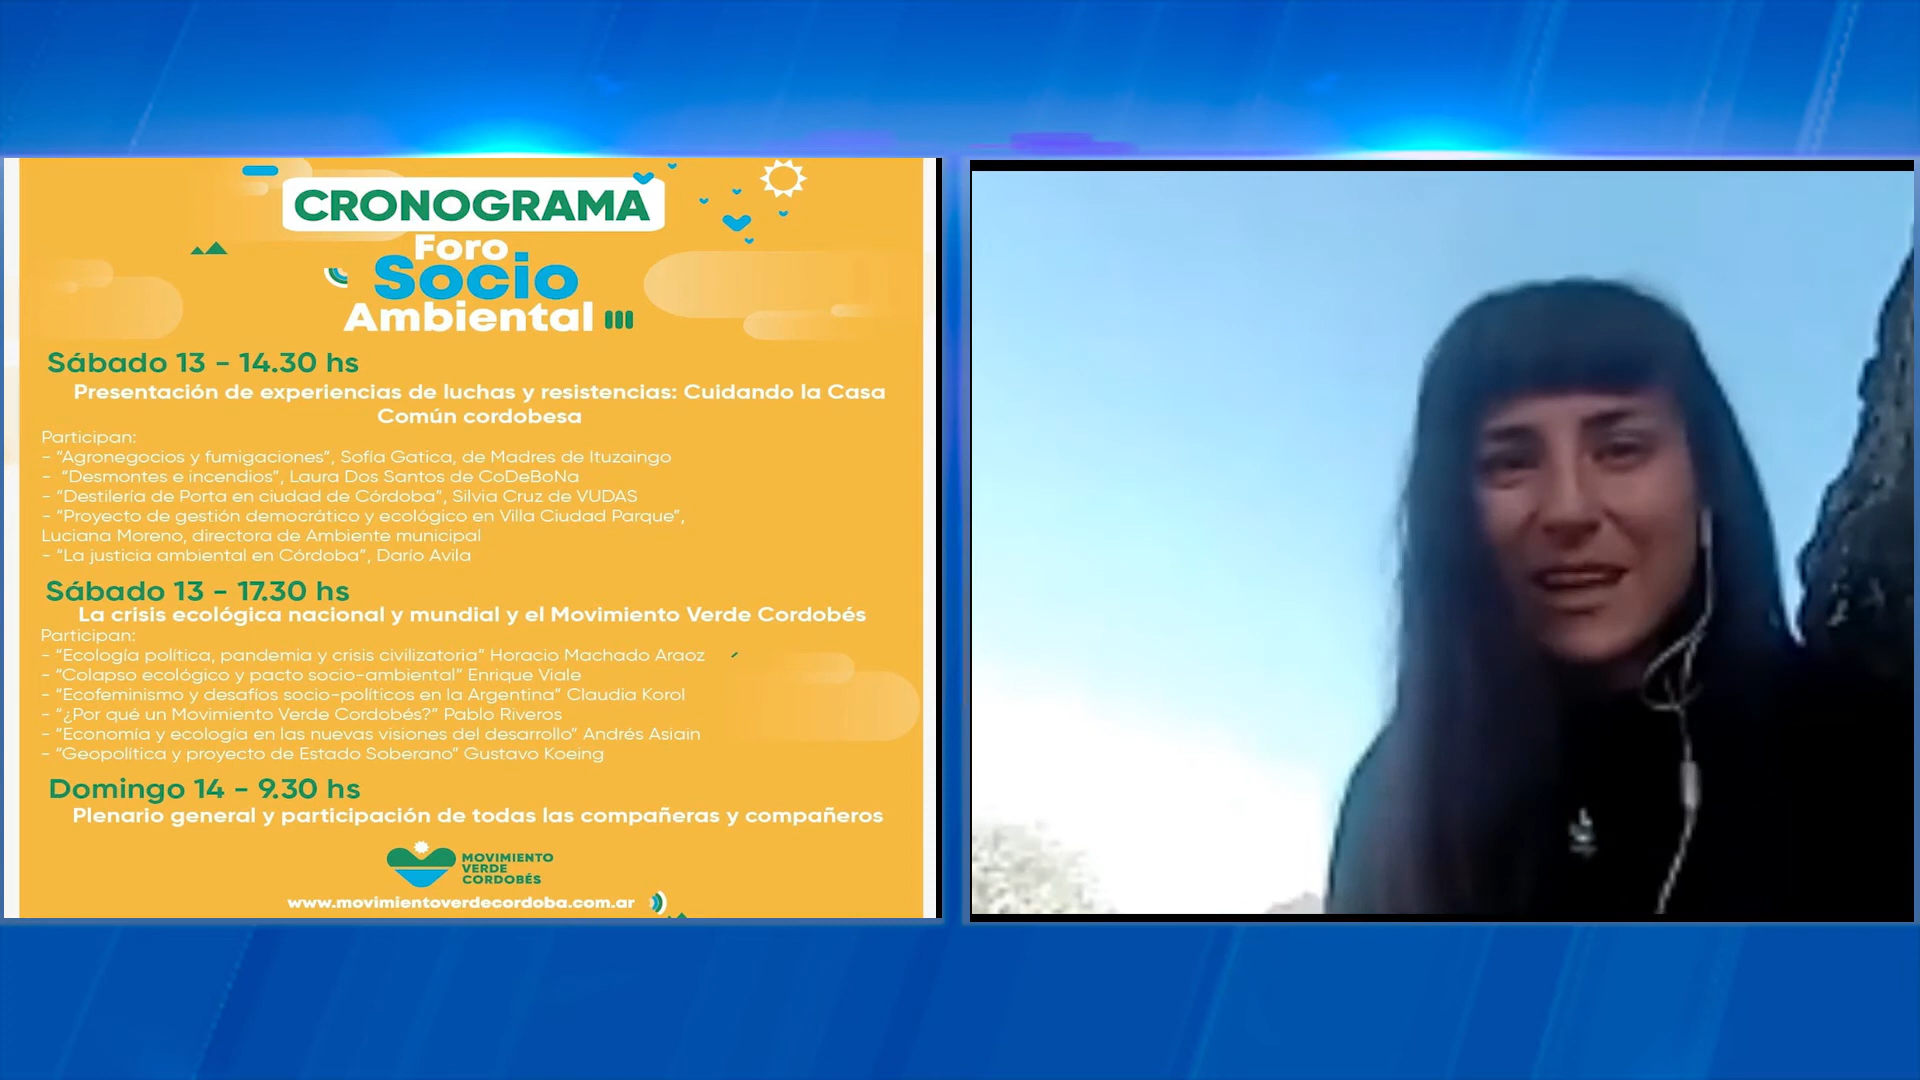 CRONOGRAMA
Foro
Socio
Ambiental
Sábado 13 - 14.30 hs
Presentación de experiencias de luchas y resistencias: Cuidando la Casa
Común cordobesa
Participan:
- “Agronegocios y fumigaciones”, Sofía Gatica, de Madres de Ituzaingo
- “Desmontes e incendios”, Laura Dos Santos de CoDeBoNa
- “Destilería de Porta en ciudad de Córdoba”, Silvia Cruz de VUDAS
- “Proyecto de gestión democrático y ecológico en Villa Ciudad Parque”,
Luciana Moreno, directora de Ambiente municipal
- “La justicia ambiental en Córdoba”, Darío Avila
Sábado 13 - 17.30 hs
La crisis ecológica nacional y mundial y el Movimiento Verde Cordobés
Participan:
- “Ecología política, pandemia y crisis civilizatoria” Horacio Machado Araoz
- “Colapso ecológico y pacto socio-ambiental” Enrique Viale
- “Ecofeminismo y desafíos socio-políticos en la Argentina” Claudia Korol
- “¿Por qué un Movimiento Verde Cordobés?” Pablo Riveros
- “Economía y ecología en las nuevas visiones del desarrollo” Andrés Asiain
- “Geopolítica y proyecto de Estado Soberano” Gustavo Koeing
Domingo 14 - 9.30 hs
Plenario general y participación de todas las compañeras y compañeros
MOVIMIENTO
VERDE
CORDOBÉS
www.movimientoverdecordoba.com.ar